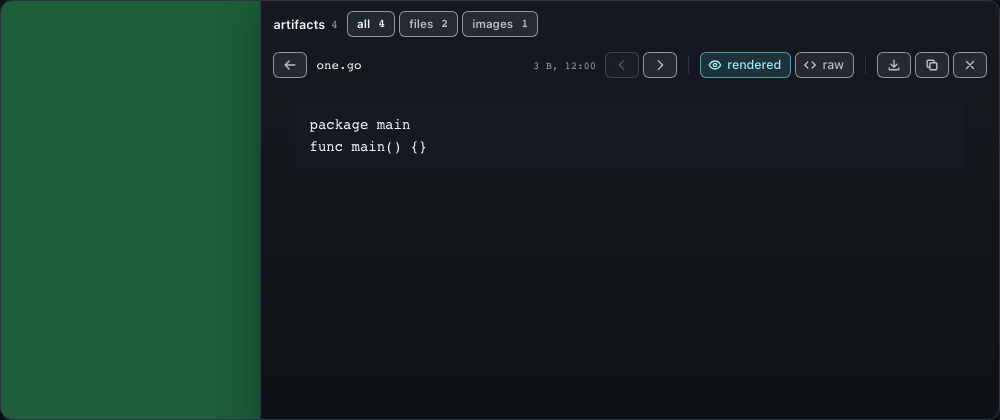 artifacts 4 all 4 files 2 images 1
one.go 3 B, 12:00 rendered raw
package main
func main() {}